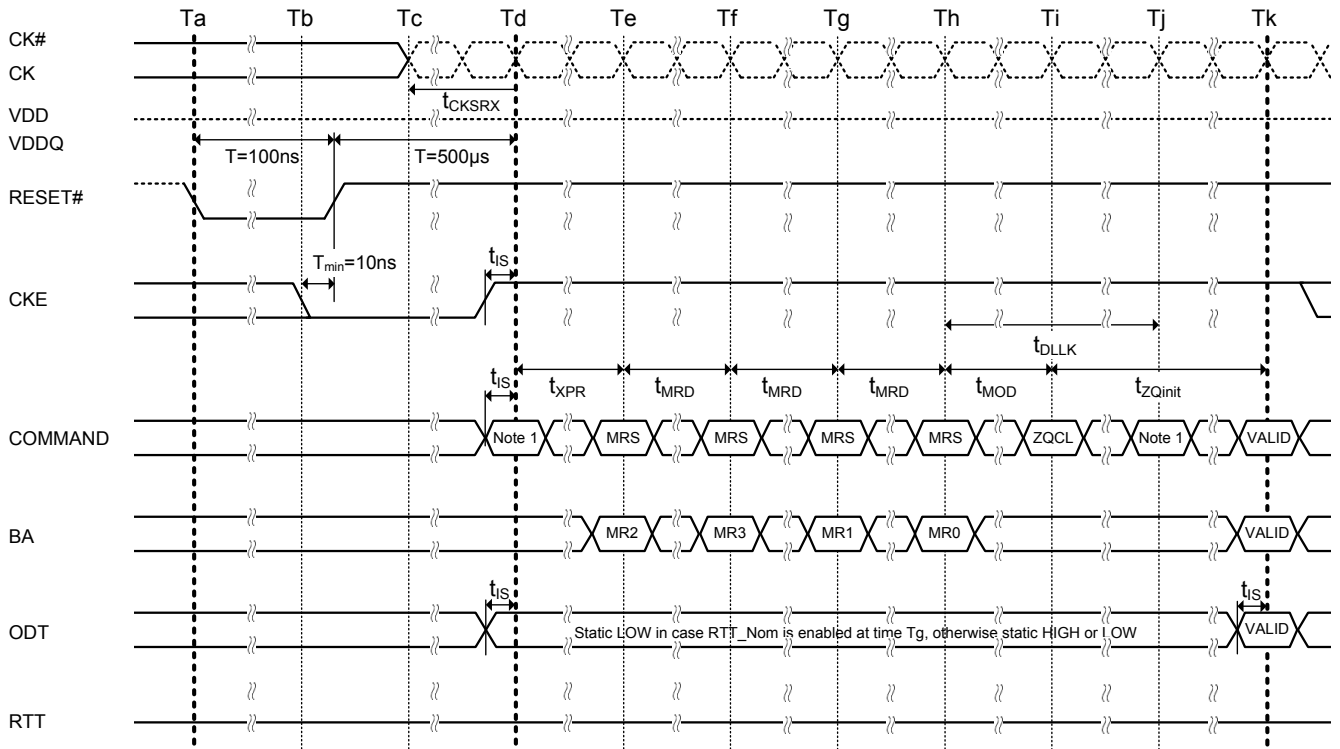 Ta Tb Tc Td Te Tf Tg Th Ti Tj Tk
CK#
CK
tCKSRX
VDD
VDDQ
T=100ns T=500µs
RESET#
Tmin=10ns tIS
CKE
tDLLK
tIS tXPR tMRD tMRD tMRD tMOD tZQinit
COMMAND Note 1 MRS MRS MRS MRS ZQCL Note 1 VALID
BA MR2 MR3 MR1 MR0 VALID
tIS tIS
ODT Static LOW in case RTT_Nom is enabled at time Tg, otherwise static HIGH or LOW VALID
RTT